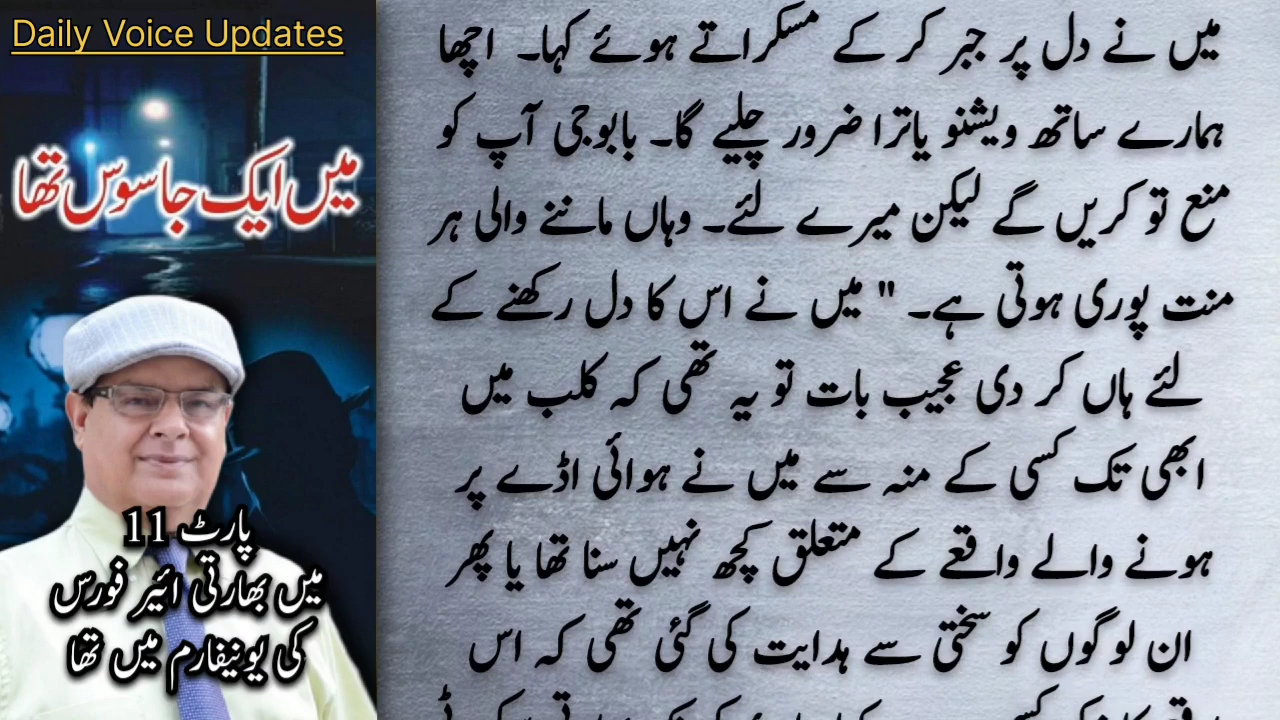 Daily Voice Updates
میں ایک جاسوس تھا
پارٹ 11
میں بھارتی ائیر فورس
کی یونیفارم میں تھا
میں نے دل پر جبر کر کے مسکراتے ہوئے کہا۔ اچھا
ہمارے ساتھ ویشنو یاترا ضرور چلیے گا۔ بابوجی آپ کو
منع تو کریں گے لیکن میرے لئے۔ وہاں ماننے والی ہر
منت پوری ہوتی ہے۔ " میں نے اس کا دل رکھنے کے
لئے ہاں کر دی عجیب بات تو یہ تھی کہ کلب میں
ابھی تک کسی کے منہ سے میں نے ہوائی اڈے پر
ہونے والے واقعے کے متعلق کچھ نہیں سنا تھا یا پھر
ان لوگوں کو سختی سے ہدایت کی گئی تھی کہ اس